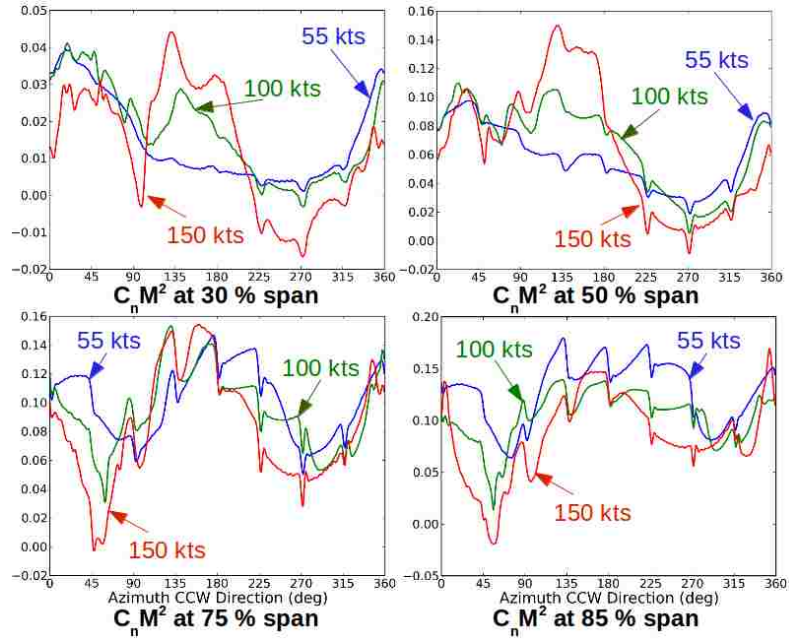 0.05
0.04
0.03
0.02
0.01
0.00
−0.01
−0.02
0 45 90 135 180 225 270 315 360
55 kts
100 kts
150 kts
CnM² at 30 % span
0.16
0.14
0.12
0.10
0.08
0.06
0.04
0.02
0.00
−0.02
0 45 90 135 180 225 270 315 360
55 kts
100 kts
150 kts
CnM² at 50 % span
0.16
0.14
0.12
0.10
0.08
0.06
0.04
0.02
0.00
−0.02
0 45 90 135 180 225 270 315 360
55 kts
100 kts
150 kts
Azimuth CCW Direction (deg)
CnM² at 75 % span
0.20
0.15
0.10
0.05
0.00
−0.05
0 45 90 135 180 225 270 315 360
100 kts
55 kts
150 kts
Azimuth CCW Direction (deg)
CnM² at 85 % span